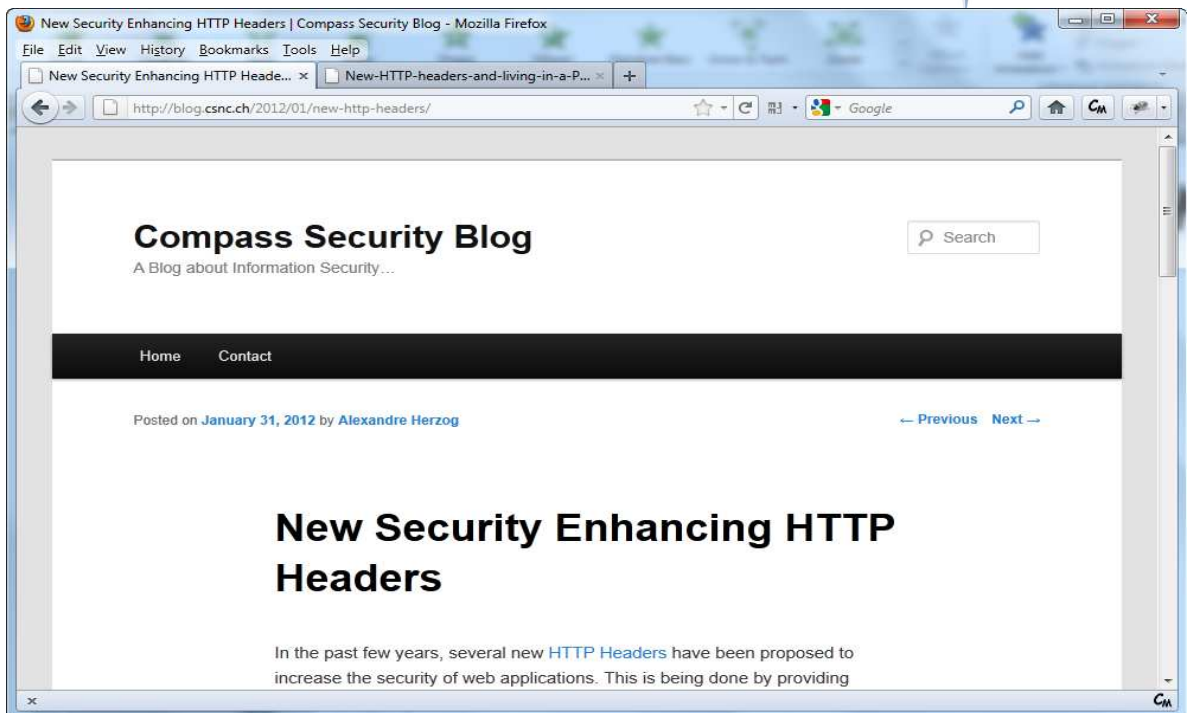 New Security Enhancing HTTP Headers | Compass Security Blog - Mozilla Firefox
File Edit View History Bookmarks Tools Help
New Security Enhancing HTTP Heade... × New-HTTP-headers-and-living-in-a-P... × +
http://blog.csnc.ch/2012/01/new-http-headers/ Google CM
Compass Security Blog
Search
A Blog about Information Security…
Home Contact
Posted on January 31, 2012 by Alexandre Herzog ← Previous Next →
New Security Enhancing HTTP
Headers
In the past few years, several new HTTP Headers have been proposed to
increase the security of web applications. This is being done by providing
× CM